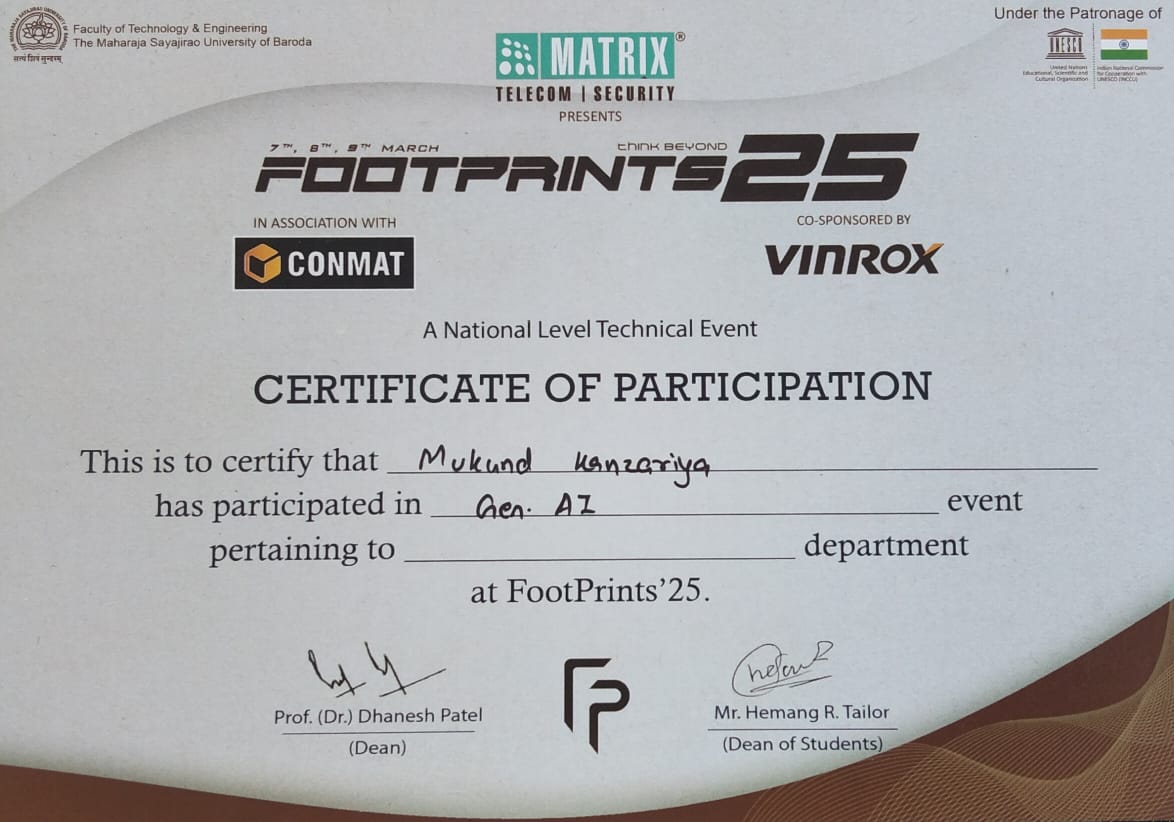 Faculty of Technology & Engineering
The Maharaja Sayajirao University of Baroda
सत्यं शिवं सुन्दरम्
Under the Patronage of
UNESCO
United Nations
Educational, Scientific and
Cultural Organization
Indian National Commission
for Cooperation with
UNESCO (INCCU)
MATRIX®
TELECOM | SECURITY
PRESENTS
7TH, 8TH, 9TH MARCH
THINK BEYOND
FOOTPRINTS 25
IN ASSOCIATION WITH
CONMAT
CO-SPONSORED BY
VINROX
A National Level Technical Event
CERTIFICATE OF PARTICIPATION
This is to certify that Mukund Kanzariya
has participated in Gen. AI event
pertaining to department
at FootPrints'25.
Prof. (Dr.) Dhanesh Patel
(Dean)
FP
Mr. Hemang R. Tailor
(Dean of Students)